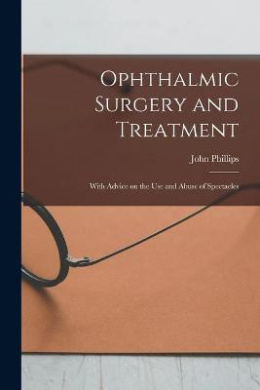 Ophthalmic
Surgery and
Treatment
John Phillips
With Advice on the Use and Abuse of Spectacles